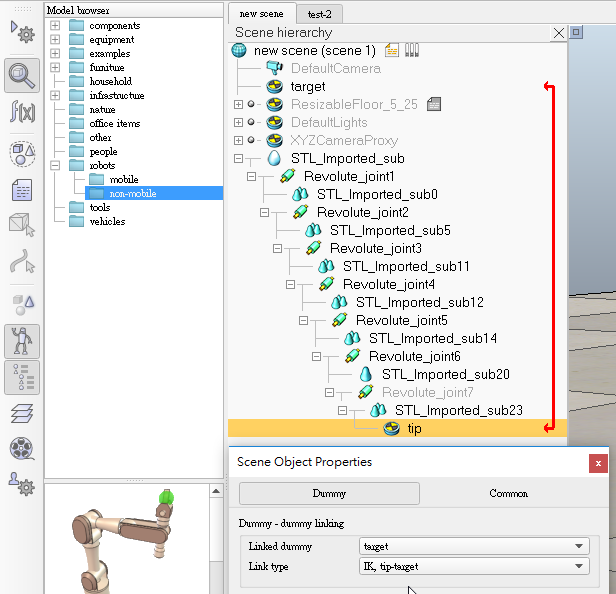 Model browser
components
equipment
examples
furniture
household
infrastructure
nature
office items
other
people
robots
mobile
non-mobile
tools
vehicles
new scene
test-2
Scene hierarchy
new scene (scene 1)
DefaultCamera
target
ResizableFloor_5_25
DefaultLights
XYZCameraProxy
STL_Imported_sub
Revolute_joint1
STL_Imported_sub0
Revolute_joint2
STL_Imported_sub5
Revolute_joint3
STL_Imported_sub11
Revolute_joint4
STL_Imported_sub12
Revolute_joint5
STL_Imported_sub14
Revolute_joint6
STL_Imported_sub20
Revolute_joint7
STL_Imported_sub23
tip
Scene Object Properties
x
Dummy
Common
Dummy - dummy linking
Linked dummy
target
Link type
IK, tip-target
f(x)